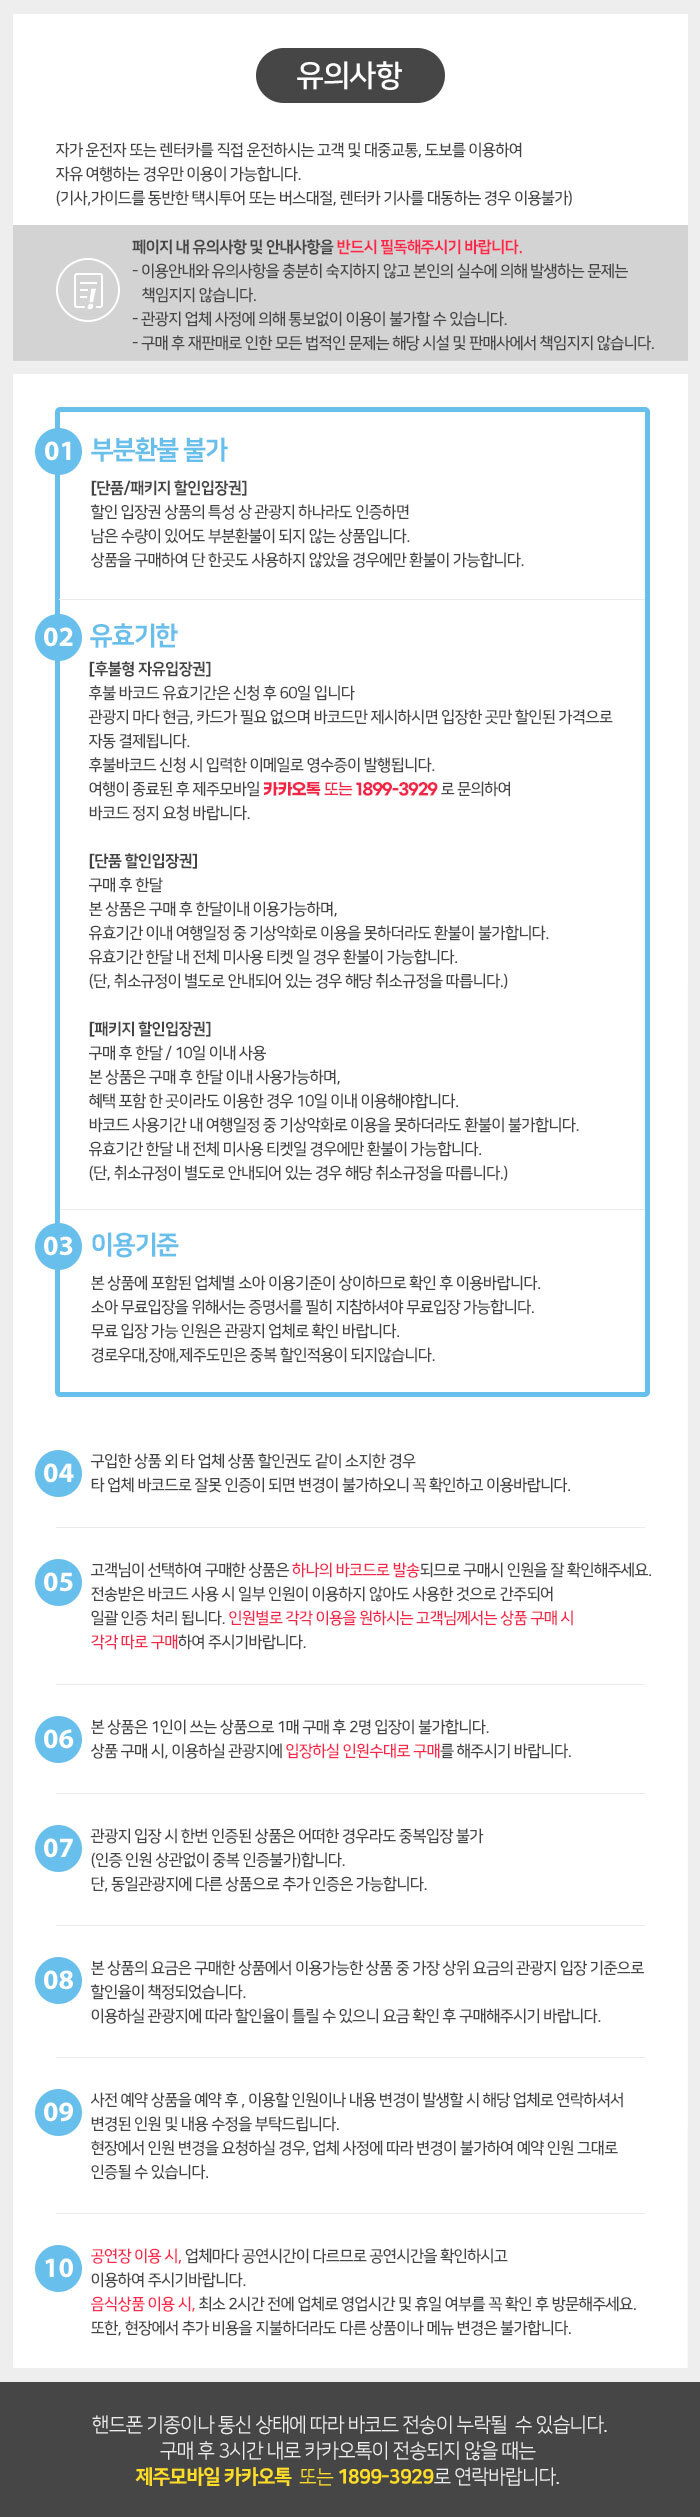 유의사항
자가 운전자 또는 렌터카를 직접 운전하시는 고객 및 대중교통, 도보를 이용하여
자유 여행하는 경우만 이용이 가능합니다.
(기사,가이드를 동반한 택시투어 또는 버스대절, 렌터카 기사를 대동하는 경우 이용불가)
페이지 내 유의사항 및 안내사항을 반드시 필독해주시기 바랍니다.
- 이용안내와 유의사항을 충분히 숙지하지 않고 본인의 실수에 의해 발생하는 문제는
책임지지 않습니다.
- 관광지 업체 사정에 의해 통보없이 이용이 불가할 수 있습니다.
- 구매 후 재판매로 인한 모든 법적인 문제는 해당 시설 및 판매사에서 책임지지 않습니다.
01 부분환불 불가
[단품/패키지 할인입장권]
할인 입장권 상품의 특성 상 관광지 하나라도 인증하면
남은 수량이 있어도 부분환불이 되지 않는 상품입니다.
상품을 구매하여 단 한곳도 사용하지 않았을 경우에만 환불이 가능합니다.
02 유효기한
[후불형 자유입장권]
후불 바코드 유효기간은 신청 후 60일 입니다
관광지 마다 현금, 카드가 필요 없으며 바코드만 제시하시면 입장한 곳만 할인된 가격으로
자동 결제됩니다.
후불바코드 신청 시 입력한 이메일로 영수증이 발행됩니다.
여행이 종료된 후 제주모바일 카카오톡 또는 1899-3929 로 문의하여
바코드 정지 요청 바랍니다.
[단품 할인입장권]
구매 후 한달
본 상품은 구매 후 한달이내 이용가능하며,
유효기간 이내 여행일정 중 기상악화로 이용을 못하더라도 환불이 불가합니다.
유효기간 한달 내 전체 미사용 티켓 일 경우 환불이 가능합니다.
(단, 취소규정이 별도로 안내되어 있는 경우 해당 취소규정을 따릅니다.)
[패키지 할인입장권]
구매 후 한달 / 10일 이내 사용
본 상품은 구매 후 한달 이내 사용가능하며,
혜택 포함 한 곳이라도 이용한 경우 10일 이내 이용해야합니다.
바코드 사용기간 내 여행일정 중 기상악화로 이용을 못하더라도 환불이 불가합니다.
유효기간 한달 내 전체 미사용 티켓일 경우에만 환불이 가능합니다.
(단, 취소규정이 별도로 안내되어 있는 경우 해당 취소규정을 따릅니다.)
03 이용기준
본 상품에 포함된 업체별 소아 이용기준이 상이하므로 확인 후 이용바랍니다.
소아 무료입장을 위해서는 증명서를 필히 지참하셔야 무료입장 가능합니다.
무료 입장 가능 인원은 관광지 업체로 확인 바랍니다.
경로우대,장애,제주도민은 중복 할인적용이 되지않습니다.
04
구입한 상품 외 타 업체 상품 할인권도 같이 소지한 경우
타 업체 바코드로 잘못 인증이 되면 변경이 불가하오니 꼭 확인하고 이용바랍니다.
05
고객님이 선택하여 구매한 상품은 하나의 바코드로 발송되므로 구매시 인원을 잘 확인해주세요.
전송받은 바코드 사용 시 일부 인원이 이용하지 않아도 사용한 것으로 간주되어
일괄 인증 처리 됩니다. 인원별로 각각 이용을 원하시는 고객님께서는 상품 구매 시
각각 따로 구매하여 주시기바랍니다.
06
본 상품은 1인이 쓰는 상품으로 1매 구매 후 2명 입장이 불가합니다.
상품 구매 시, 이용하실 관광지에 입장하실 인원수대로 구매를 해주시기 바랍니다.
07
관광지 입장 시 한번 인증된 상품은 어떠한 경우라도 중복입장 불가
(인증 인원 상관없이 중복 인증불가)합니다.
단, 동일관광지에 다른 상품으로 추가 인증은 가능합니다.
08
본 상품의 요금은 구매한 상품에서 이용가능한 상품 중 가장 상위 요금의 관광지 입장 기준으로
할인율이 책정되었습니다.
이용하실 관광지에 따라 할인율이 틀릴 수 있으니 요금 확인 후 구매해주시기 바랍니다.
09
사전 예약 상품을 예약 후 , 이용할 인원이나 내용 변경이 발생할 시 해당 업체로 연락하셔서
변경된 인원 및 내용 수정을 부탁드립니다.
현장에서 인원 변경을 요청하실 경우, 업체 사정에 따라 변경이 불가하여 예약 인원 그대로
인증될 수 있습니다.
10
공연장 이용 시, 업체마다 공연시간이 다르므로 공연시간을 확인하시고
이용하여 주시기바랍니다.
음식상품 이용 시, 최소 2시간 전에 업체로 영업시간 및 휴일 여부를 꼭 확인 후 방문해주세요.
또한, 현장에서 추가 비용을 지불하더라도 다른 상품이나 메뉴 변경은 불가합니다.
핸드폰 기종이나 통신 상태에 따라 바코드 전송이 누락될 수 있습니다.
구매 후 3시간 내로 카카오톡이 전송되지 않을 때는
제주모바일 카카오톡 또는 1899-3929로 연락바랍니다.